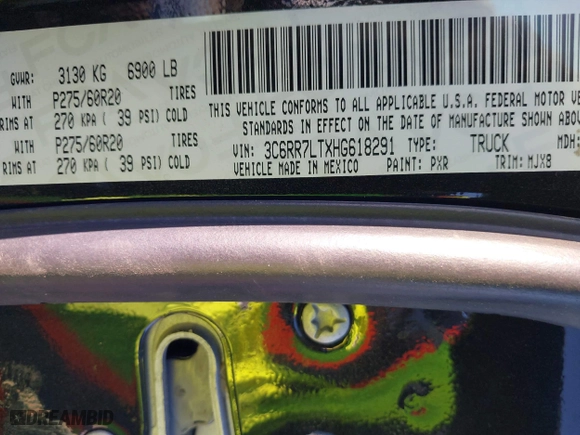 GVWR: 3130 KG 6900 LB
WITH P275/60R20 TIRES
RIMS AT 270 KPA ( 39 PSI) COLD
WITH P275/60R20 TIRES
RIMS AT 270 KPA ( 39 PSI) COLD
THIS VEHICLE CONFORMS TO ALL APPLICABLE U.S.A. FEDERAL MOTOR
STANDARDS IN EFFECT ON THE DATE OF MANUFACTURE SHOWN ABOVE
VIN: 3C6RR7LTXHG618291 TYPE: TRUCK MDH:
VEHICLE MADE IN MEXICO PAINT: PXR TRIM: MJX8
DREAMBID